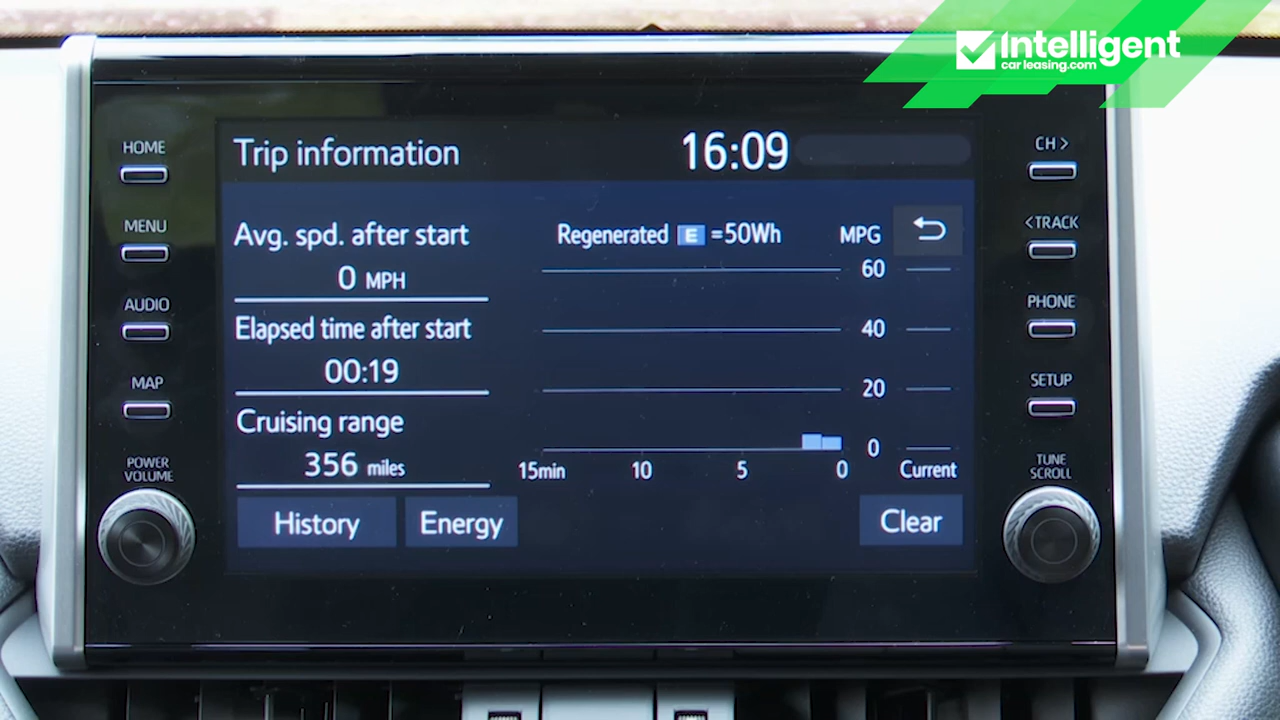 Intelligent
car leasing.com
Trip information
16:09
HOME
MENU
AUDIO
MAP
POWER
VOLUME
Avg. spd. after start
0 MPH
Elapsed time after start
00:19
Cruising range
356 miles
History
Energy
Regenerated E =50Wh
MPG
60
40
20
0
15min 10 5 0 Current
Clear
CH >
< TRACK
PHONE
SETUP
TUNE
SCROLL